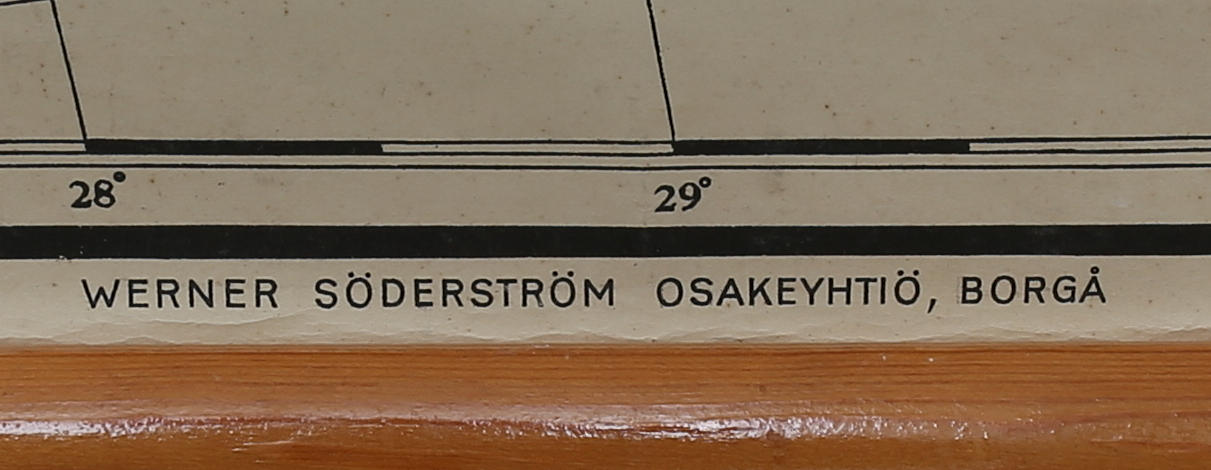 28° 29°
WERNER SÖDERSTRÖM OSAKEYHTIÖ, BORGÅ